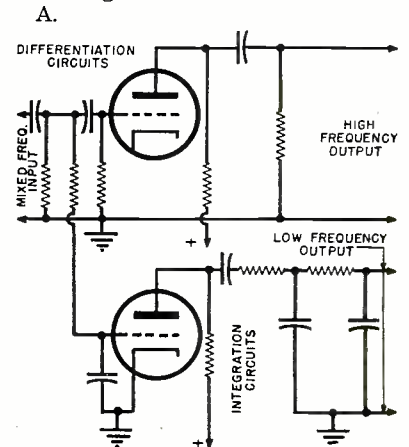 A.
DIFFERENTIATION
CIRCUITS
MIXED FREQ.
INPUT
HIGH
FREQUENCY
OUTPUT
+
LOW FREQUENCY
OUTPUT
INTEGRATION
CIRCUITS
+